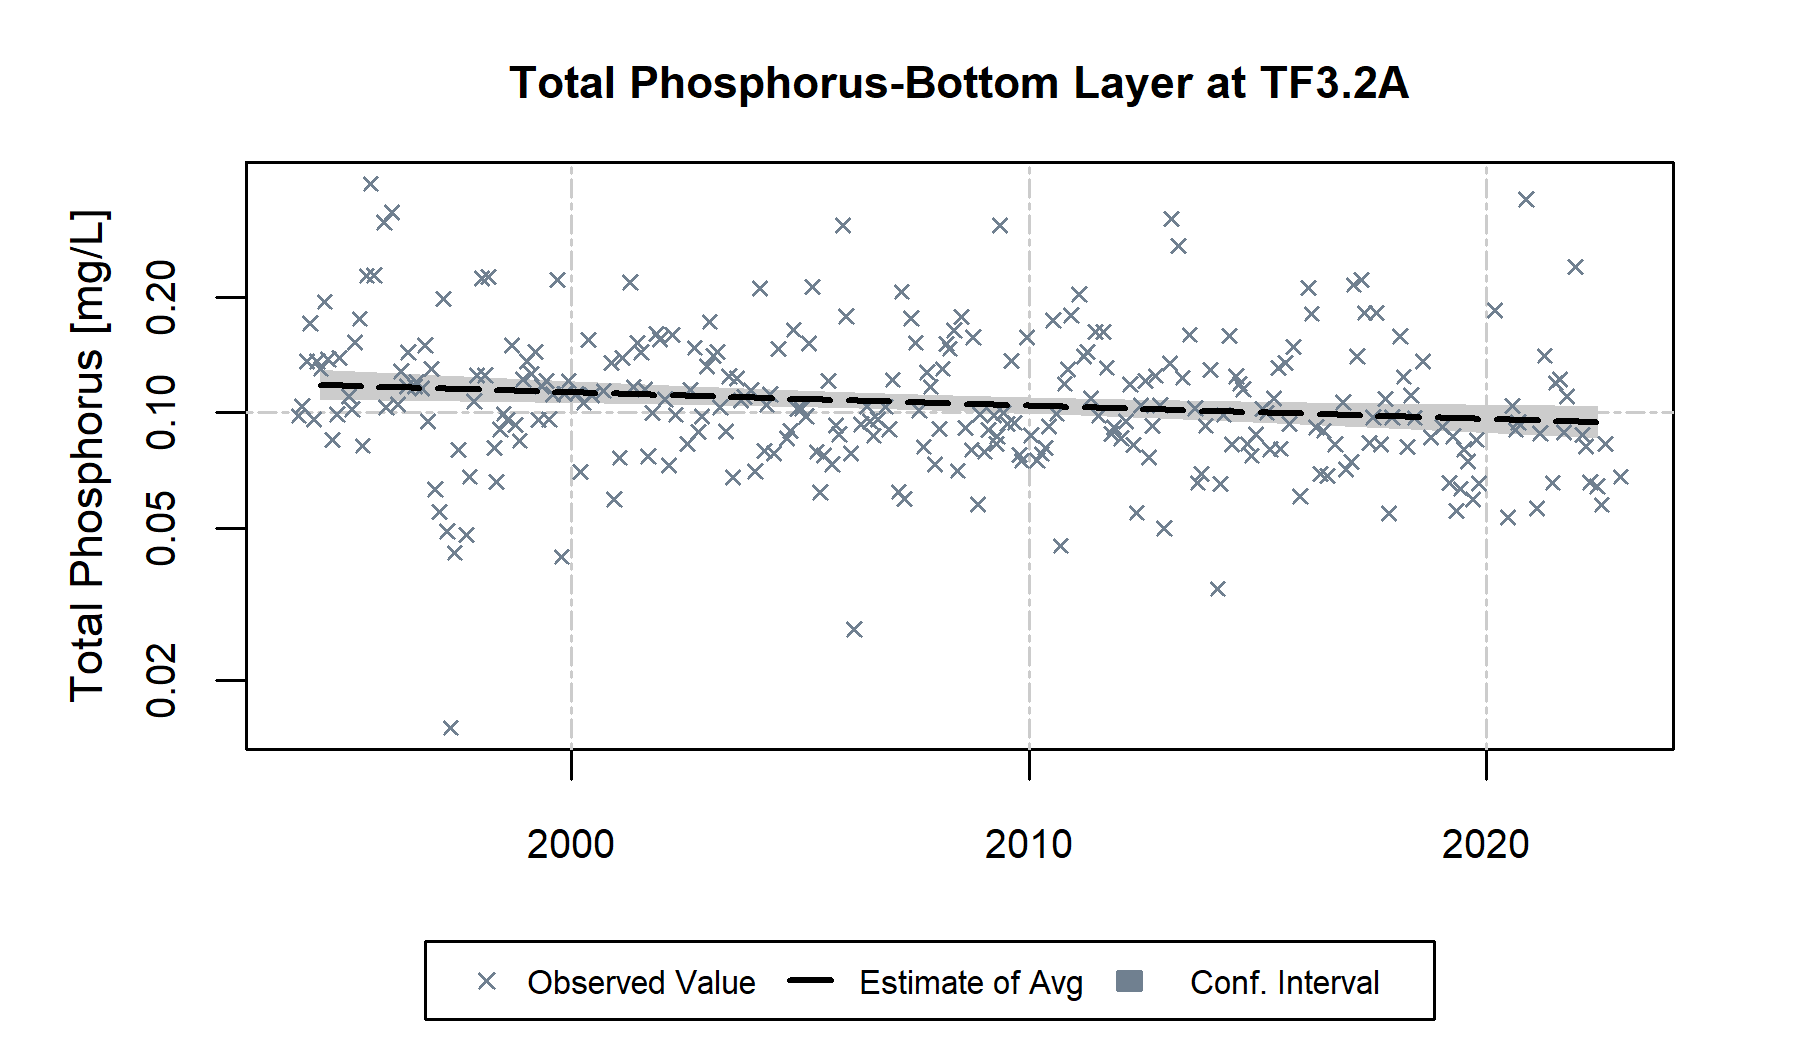 Total Phosphorus-Bottom Layer at TF3.2A
Total Phosphorus [mg/L]
0.20
0.10
0.05
0.02
2000 2010 2020
Observed Value Estimate of Avg Conf. Interval